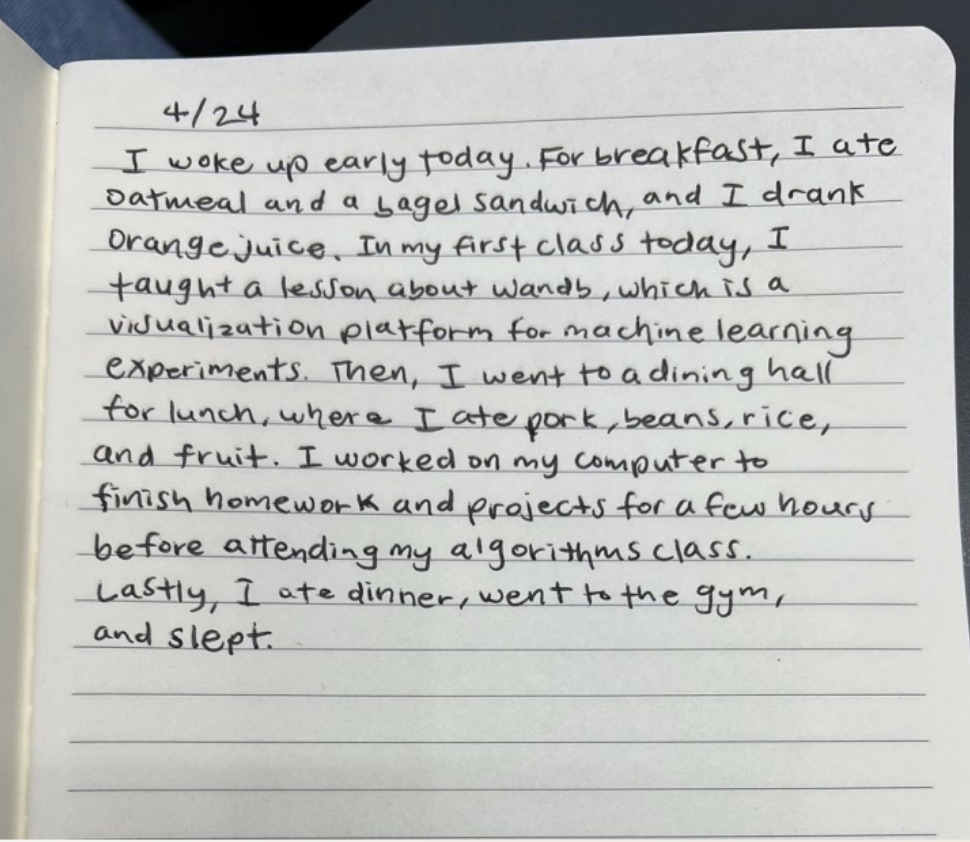 4/24
I woke up early today. For breakfast, I ate
oatmeal and a bagel sandwich, and I drank
orange juice. In my first class today, I
taught a lesson about wandb, which is a
visualization platform for machine learning
experiments. Then, I went to a dining hall
for lunch, where I ate pork, beans, rice,
and fruit. I worked on my computer to
finish homework and projects for a few hours
before attending my algorithms class.
Lastly, I ate dinner, went to the gym,
and slept.